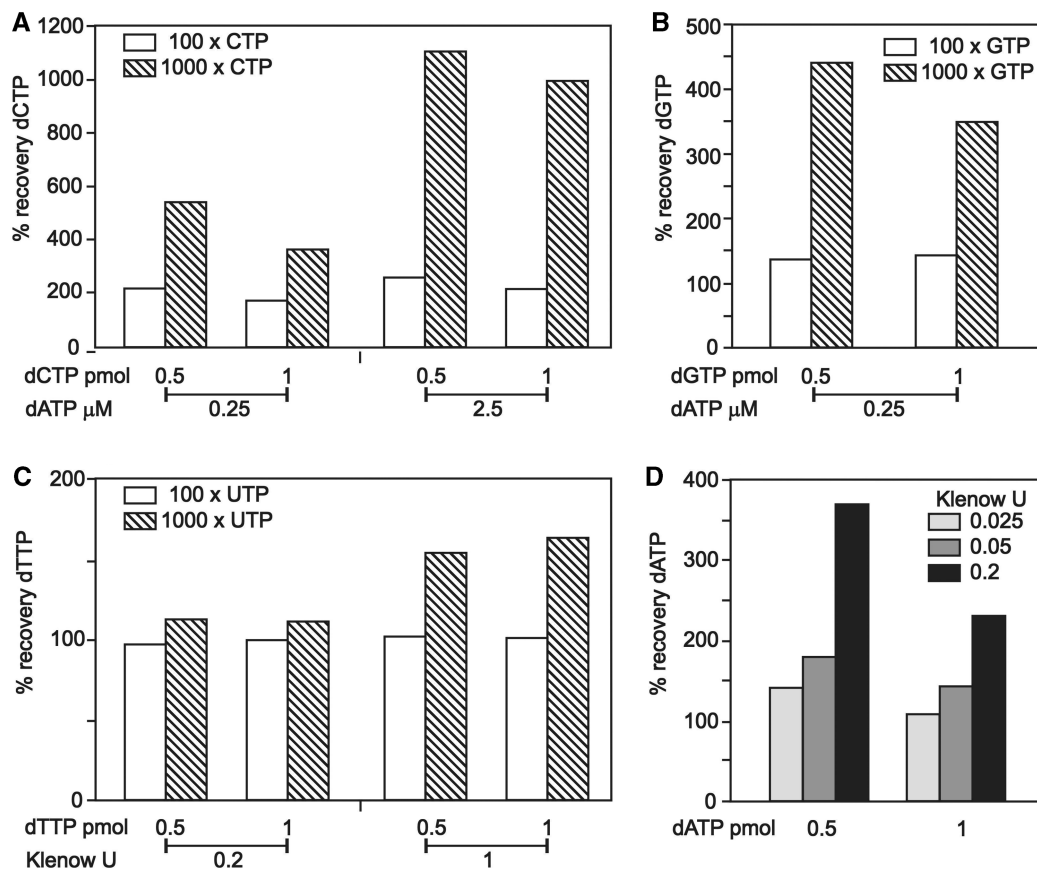 A
1200
1000
800
600
400
200
0
% recovery dCTP
100 x CTP
1000 x CTP
dCTP pmol 0.5 1 0.5 1
dATP µM 0.25 2.5
B
500
400
300
200
100
0
% recovery dGTP
100 x GTP
1000 x GTP
dGTP pmol 0.5 1
dATP µM 0.25
C
200
100
0
% recovery dTTP
100 x UTP
1000 x UTP
dTTP pmol 0.5 1 0.5 1
Klenow U 0.2 1
D
400
300
200
100
0
% recovery dATP
Klenow U
0.025
0.05
0.2
dATP pmol 0.5 1